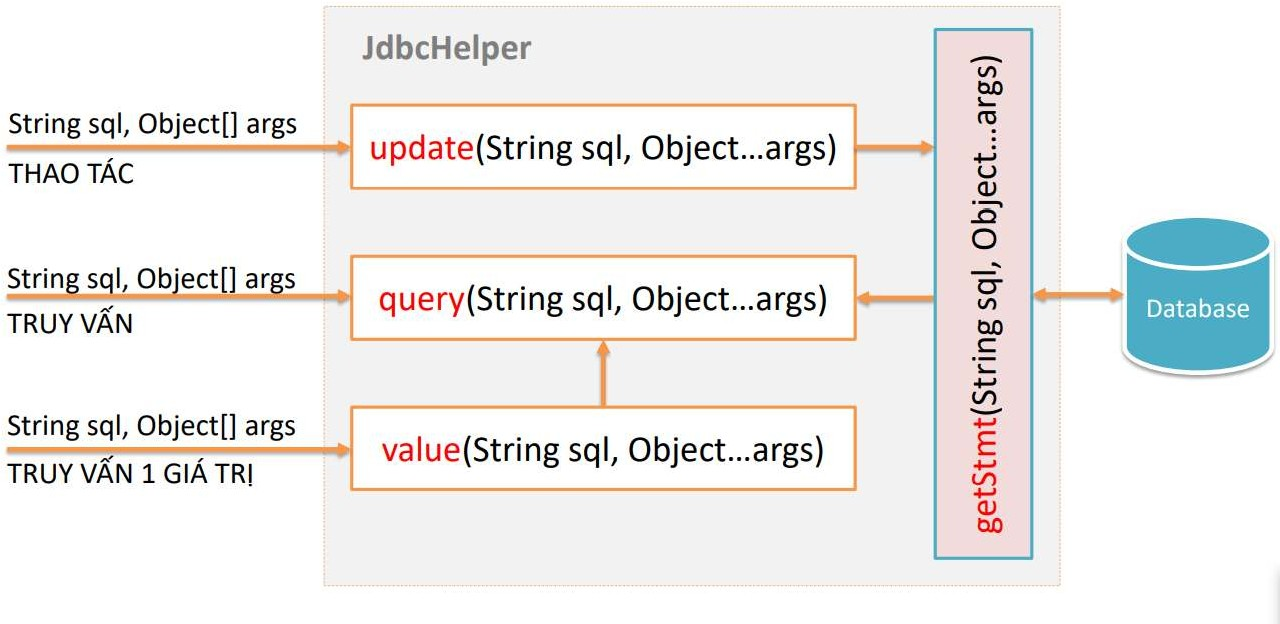 JdbcHelper
String sql, Object[] args
THAO TÁC
update(String sql, Object...args)
String sql, Object[] args
TRUY VẤN
query(String sql, Object...args)
String sql, Object[] args
TRUY VẤN 1 GIÁ TRỊ
value(String sql, Object...args)
getStmt(String sql, Object...args)
Database